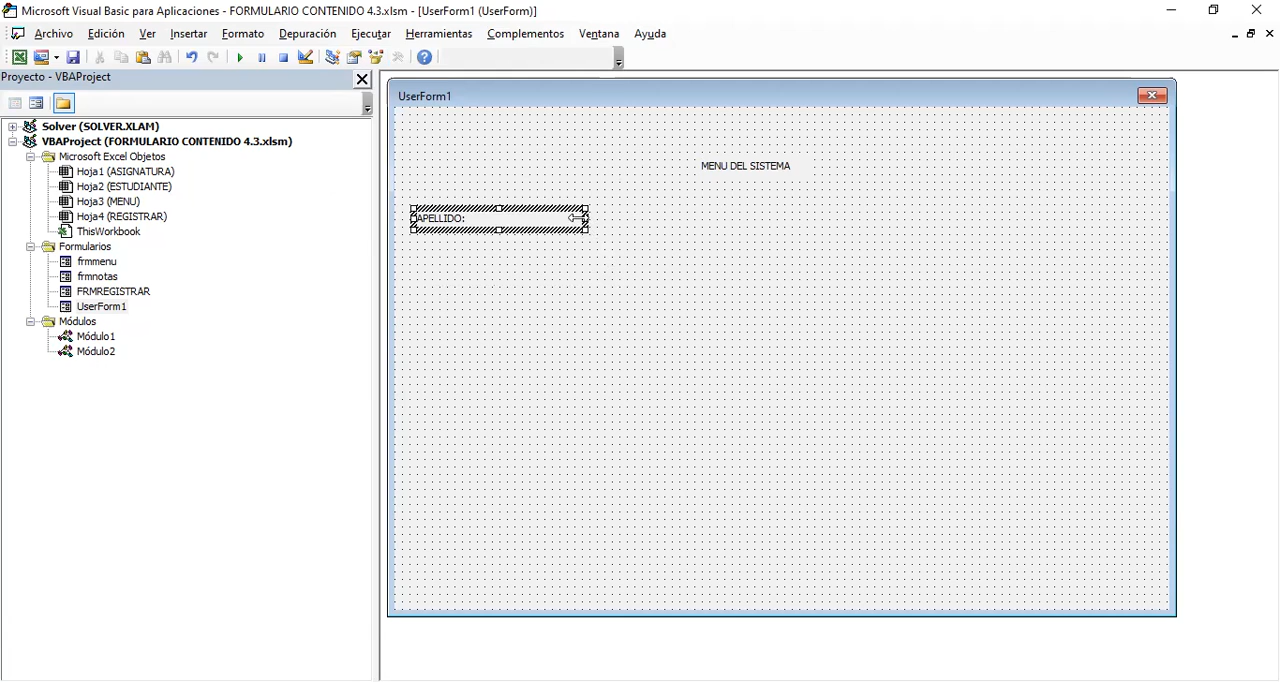 Microsoft Visual Basic para Aplicaciones - FORMULARIO CONTENIDO 4.3.xlsm - [UserForm1 (UserForm)]
Archivo Edición Ver Insertar Formato Depuración Ejecutar Herramientas Complementos Ventana Ayuda
Proyecto - VBAProject
Solver (SOLVER.XLAM)
VBAProject (FORMULARIO CONTENIDO 4.3.xlsm)
Microsoft Excel Objetos
Hoja1 (ASIGNATURA)
Hoja2 (ESTUDIANTE)
Hoja3 (MENU)
Hoja4 (REGISTRAR)
ThisWorkbook
Formularios
frmmenu
frmnotas
FRMREGISTRAR
UserForm1
Módulos
Módulo1
Módulo2
UserForm1
MENU DEL SISTEMA
APELLIDO: